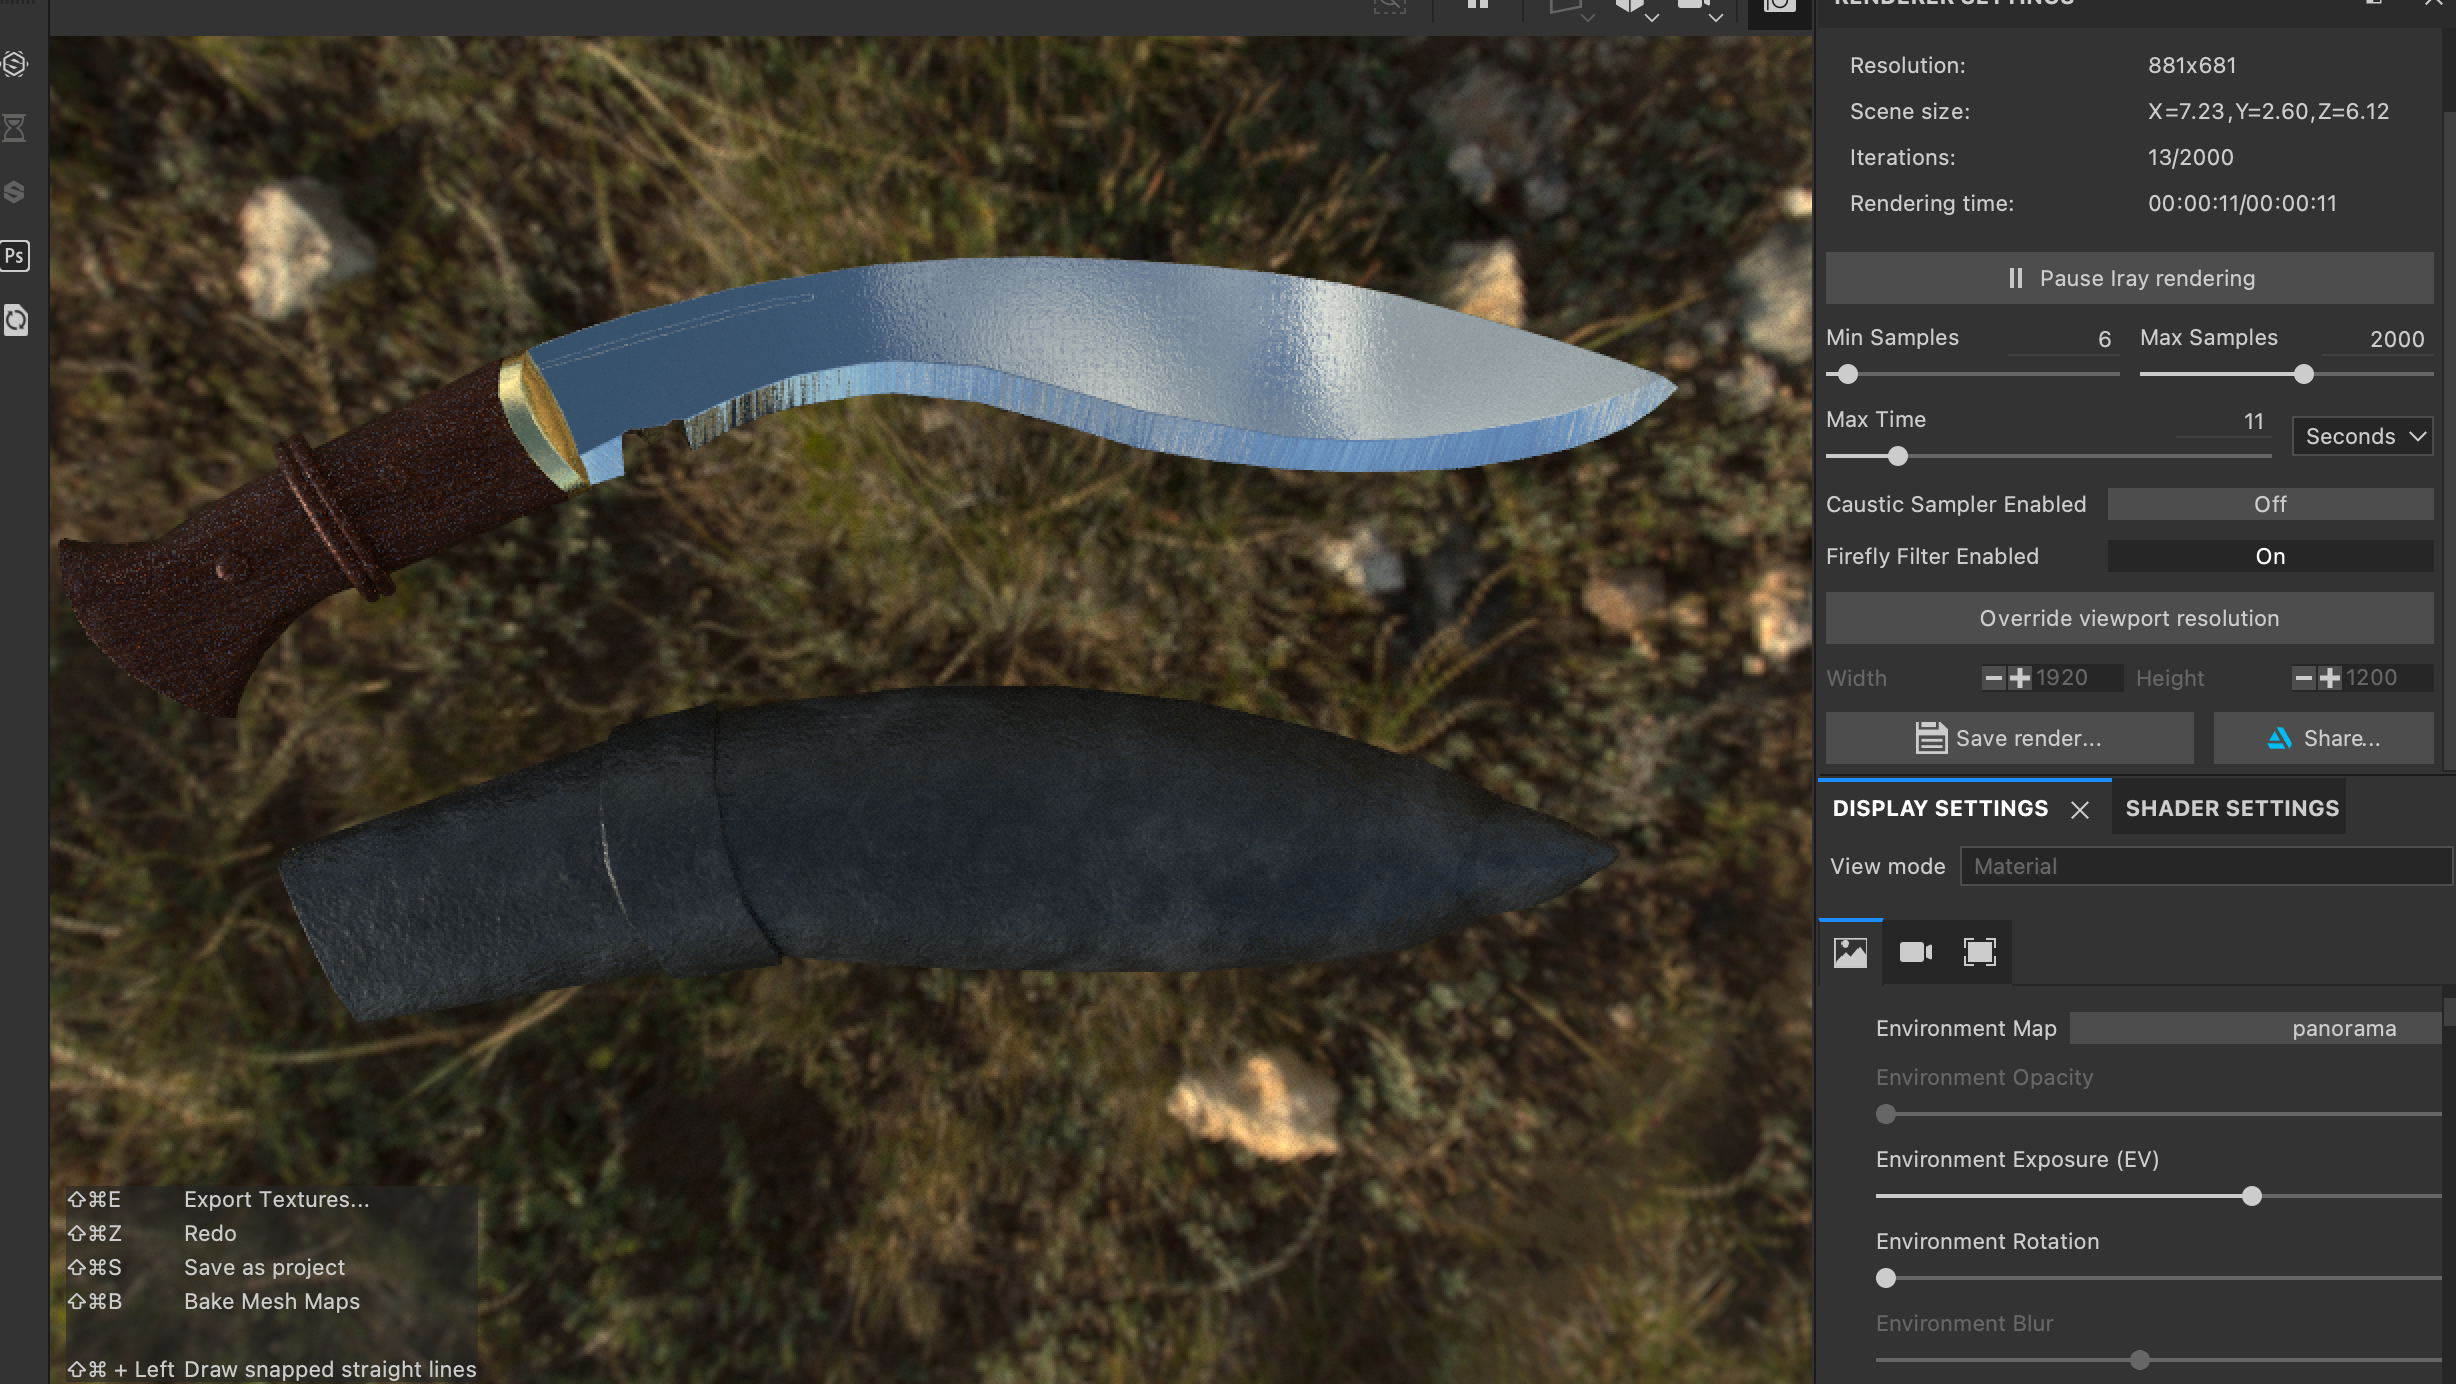 RENDERER SETTINGS
Resolution: 881x681
Scene size: X=7.23,Y=2.60,Z=6.12
Iterations: 13/2000
Rendering time: 00:00:11/00:00:11
Pause Iray rendering
Min Samples 6 Max Samples 2000
Max Time 11 Seconds
Caustic Sampler Enabled Off
Firefly Filter Enabled On
Override viewport resolution
Width 1920 Height 1200
Save render... Share...
DISPLAY SETTINGS SHADER SETTINGS
View mode Material
Environment Map panorama
Environment Opacity
Environment Exposure (EV)
Environment Rotation
Environment Blur
Ps
⇧⌘E Export Textures...
⇧⌘Z Redo
⇧⌘S Save as project
⇧⌘B Bake Mesh Maps
⇧⌘ + Left Draw snapped straight lines